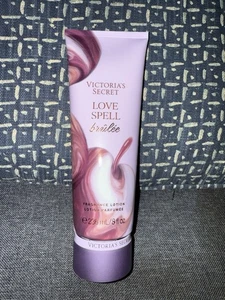 VICTORIA'S
SECRET
LOVE
SPELL
brûlée
FRAGRANCE LOTION
LOTION PARFUMÉE
VICTORIA'S SECRET